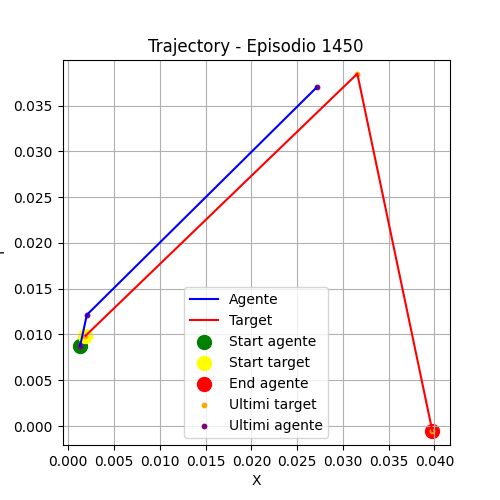 Trajectory - Episodio 1450
0.035
0.030
0.025
0.020
0.015
0.010
0.005
0.000
Agente
Target
Start agente
Start target
End agente
Ultimi target
Ultimi agente
0.000 0.005 0.010 0.015 0.020 0.025 0.030 0.035 0.040
X